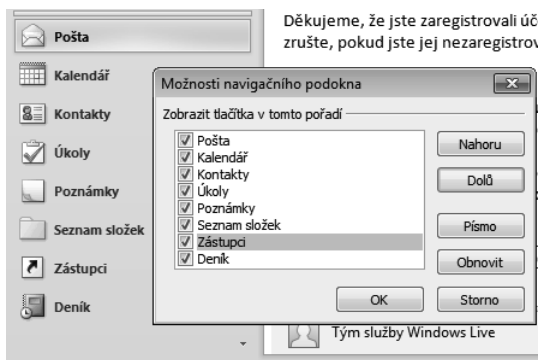 Děkujeme, že jste zaregistrovali úč
zrušte, pokud jste jej nezaregistrov
Pošta
Kalendář
Kontakty
Úkoly
Poznámky
Seznam složek
Zástupci
Deník
Možnosti navigačního podokna
Zobrazit tlačítka v tomto pořadí
Pošta
Kalendář
Kontakty
Úkoly
Poznámky
Seznam složek
Zástupci
Deník
Nahoru
Dolů
Písmo
Obnovit
OK
Storno
Tým služby Windows Live